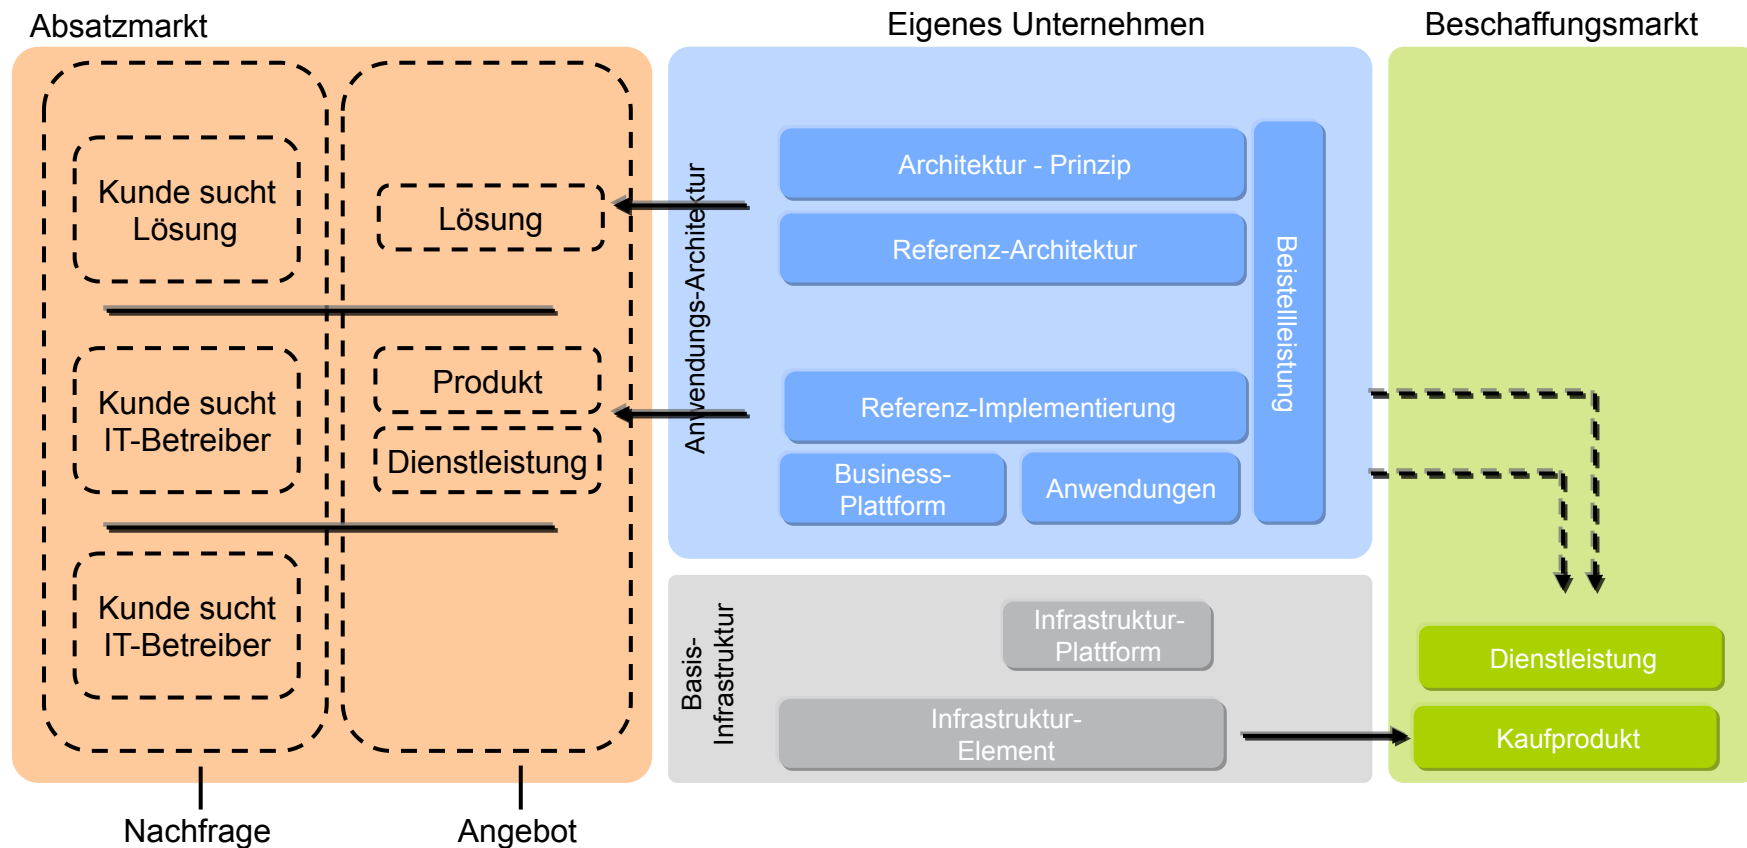 Absatzmarkt
Eigenes Unternehmen
Beschaffungsmarkt
Kunde sucht
Lösung
Kunde sucht
IT-Betreiber
Kunde sucht
IT-Betreiber
Lösung
Produkt
Dienstleistung
Nachfrage
Angebot
Anwendungs-Architektur
Architektur - Prinzip
Referenz-Architektur
Referenz-Implementierung
Business-
Plattform
Anwendungen
Beistellleistung
Basis-
Infrastruktur
Infrastruktur-
Plattform
Infrastruktur-
Element
Dienstleistung
Kaufprodukt